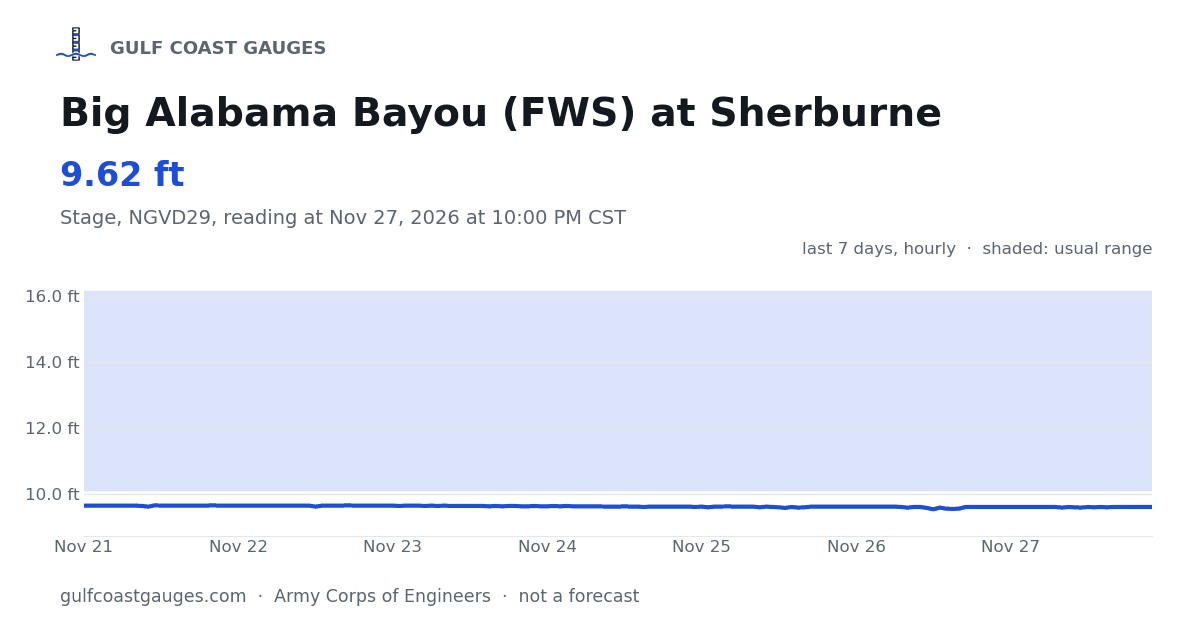 GULF COAST GAUGES
Big Alabama Bayou (FWS) at Sherburne
9.62 ft
Stage, NGVD29, reading at Nov 27, 2026 at 10:00 PM CST
last 7 days, hourly · shaded: usual range
16.0 ft
14.0 ft
12.0 ft
10.0 ft
Nov 21 Nov 22 Nov 23 Nov 24 Nov 25 Nov 26 Nov 27
gulfcoastgauges.com · Army Corps of Engineers · not a forecast